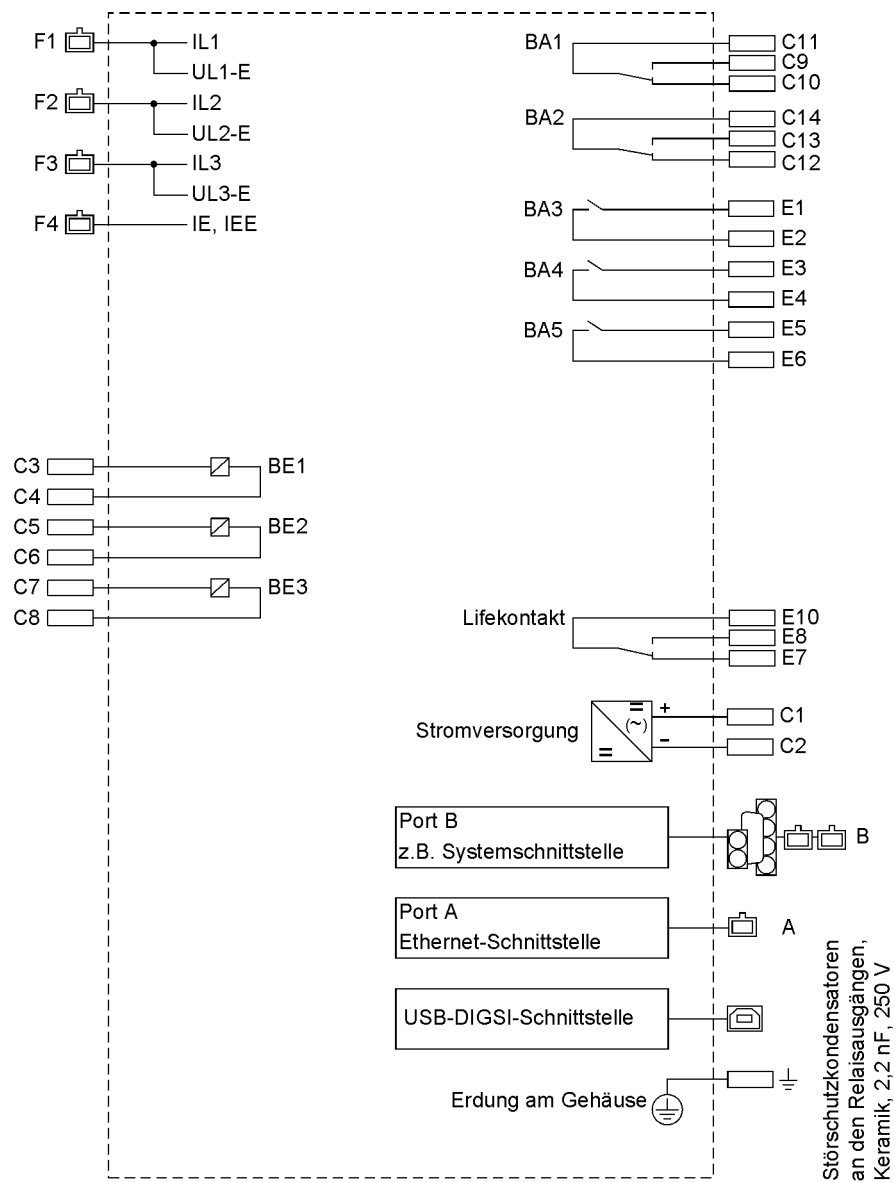 F1 IL1
UL1-E
F2 IL2
UL2-E
F3 IL3
UL3-E
F4 IE, IEE
BA1 C11
C9
C10
BA2 C14
C13
C12
BA3 E1
E2
BA4 E3
E4
BA5 E5
E6
C3 BE1
C4
C5 BE2
C6
C7 BE3
C8
Lifekontakt E10
E8
E7
Stromversorgung = (~) = + C1
- C2
Port B
z.B. Systemschnittstelle
B
Port A
Ethernet-Schnittstelle
A
USB-DIGSI-Schnittstelle
Erdung am Gehäuse
Störschutzkondensatoren
an den Relaisausgängen,
Keramik, 2,2 nF, 250 V